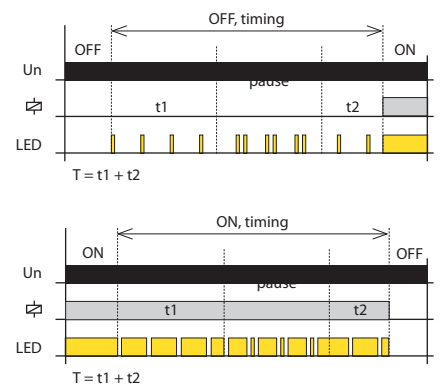 OFF, timing
OFF
ON
Un
pause
t1
t2
LED
T = t1 + t2
ON, timing
ON
OFF
Un
pause
t1
t2
LED
T = t1 + t2